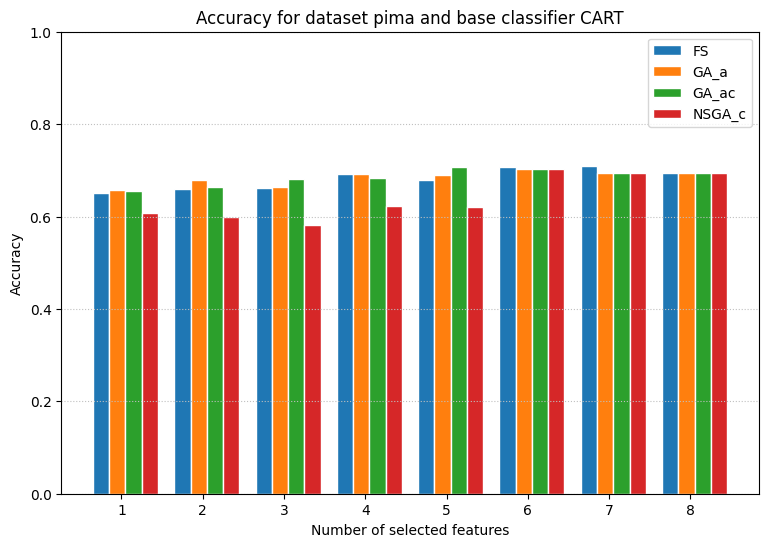 Accuracy for dataset pima and base classifier CART
FS
GA_a
GA_ac
NSGA_c
Accuracy
1.0
0.8
0.6
0.4
0.2
0.0
1 2 3 4 5 6 7 8
Number of selected features